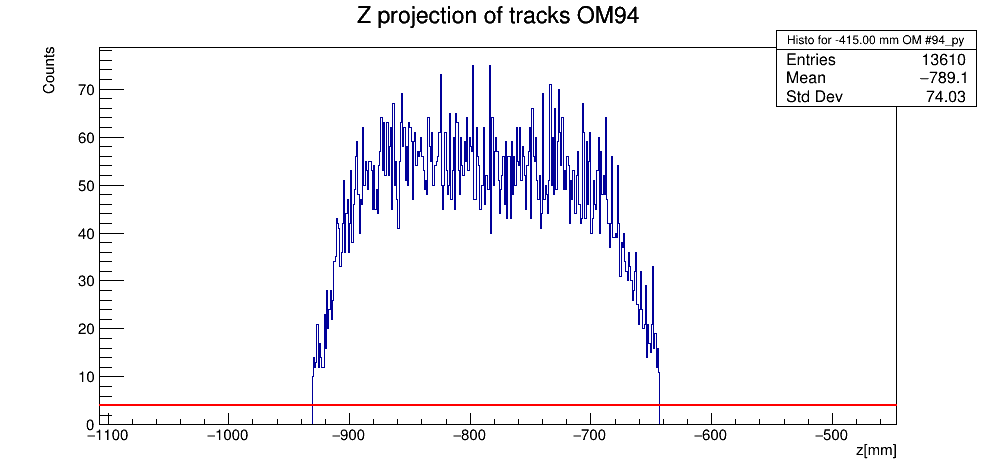 Z projection of tracks OM94
Histo for -415.00 mm OM #94_py
Entries 13610
Mean −789.1
Std Dev 74.03
Counts
70
60
50
40
30
20
10
0
−1100 −1000 −900 −800 −700 −600 −500
z[mm]